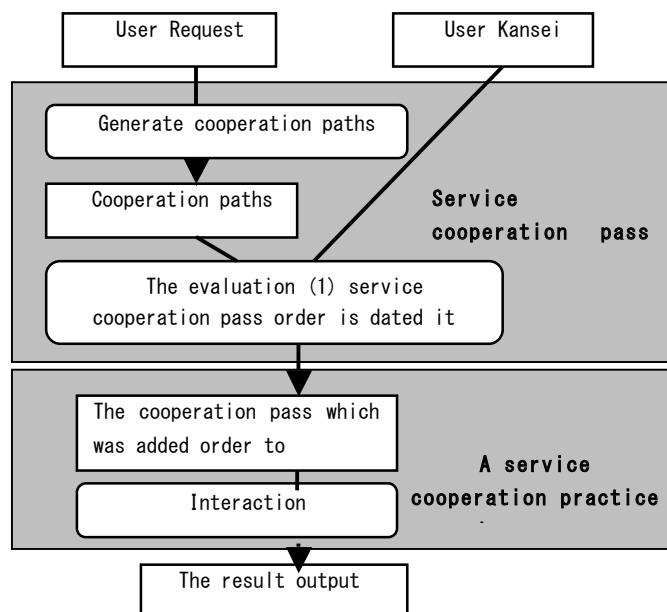 User Request
User Kansei
Generate cooperation paths
Cooperation paths
Service
cooperation pass
The evaluation (1) service
cooperation pass order is dated it
The cooperation pass which
was added order to
A service
cooperation practice
Interaction
The result output